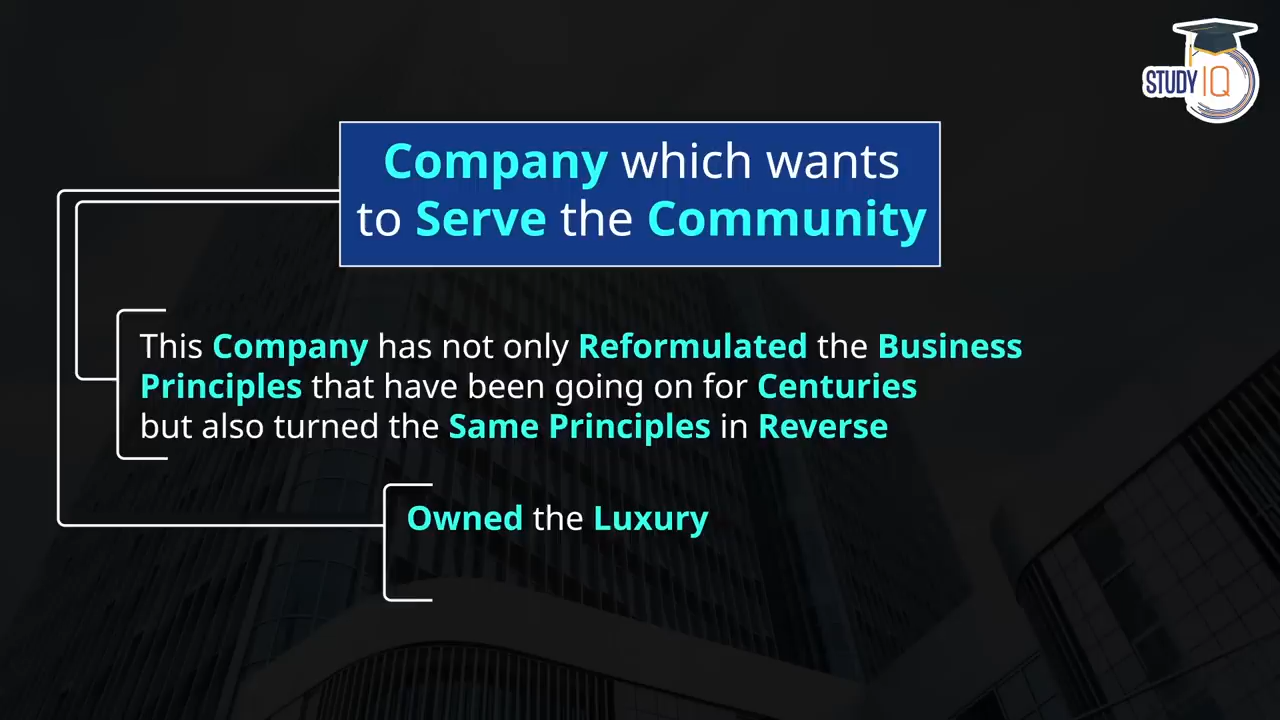 STUDY IQ
Company which wants
to Serve the Community
This Company has not only Reformulated the Business
Principles that have been going on for Centuries
but also turned the Same Principles in Reverse
Owned the Luxury